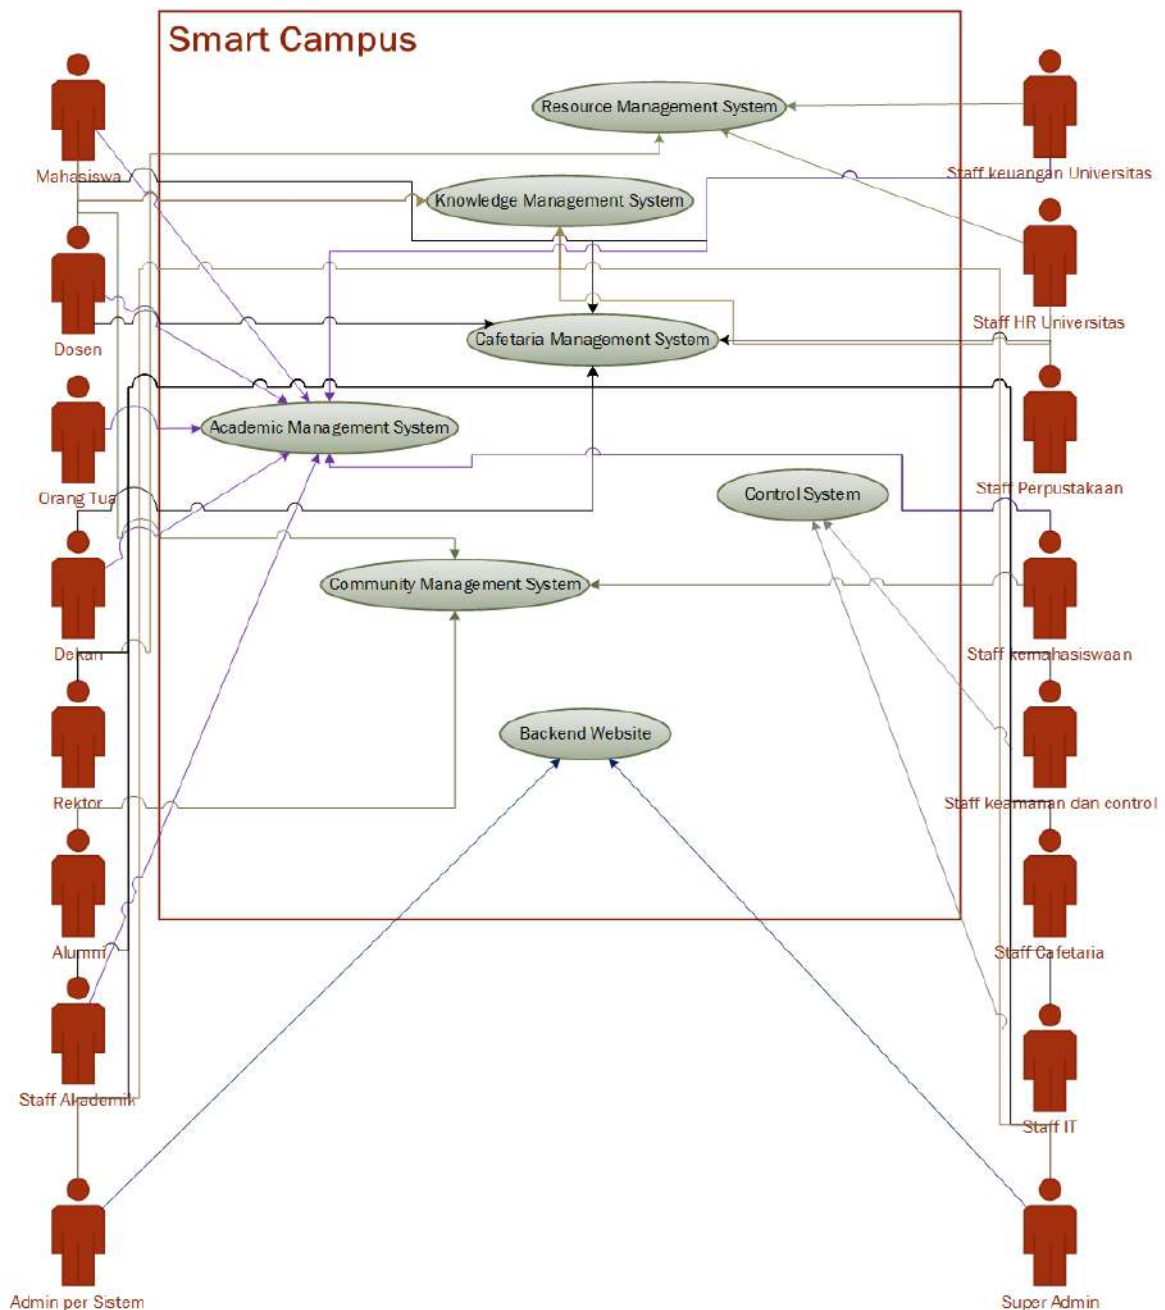 Smart Campus
Resource Management System
Mahasiswa
Staff keuangan Universitas
Knowledge Management System
Staff HR Universitas
Dosen
Cafetaria Management System
Academic Management System
Orang Tua
Staff Perpustakaan
Control System
Community Management System
Dekan
Staff kemahasiswaan
Backend Website
Rektor
Staff keamanan dan control
Alumni
Staff Cafetaria
Staff Akademik
Staff IT
Admin per Sistem
Super Admin